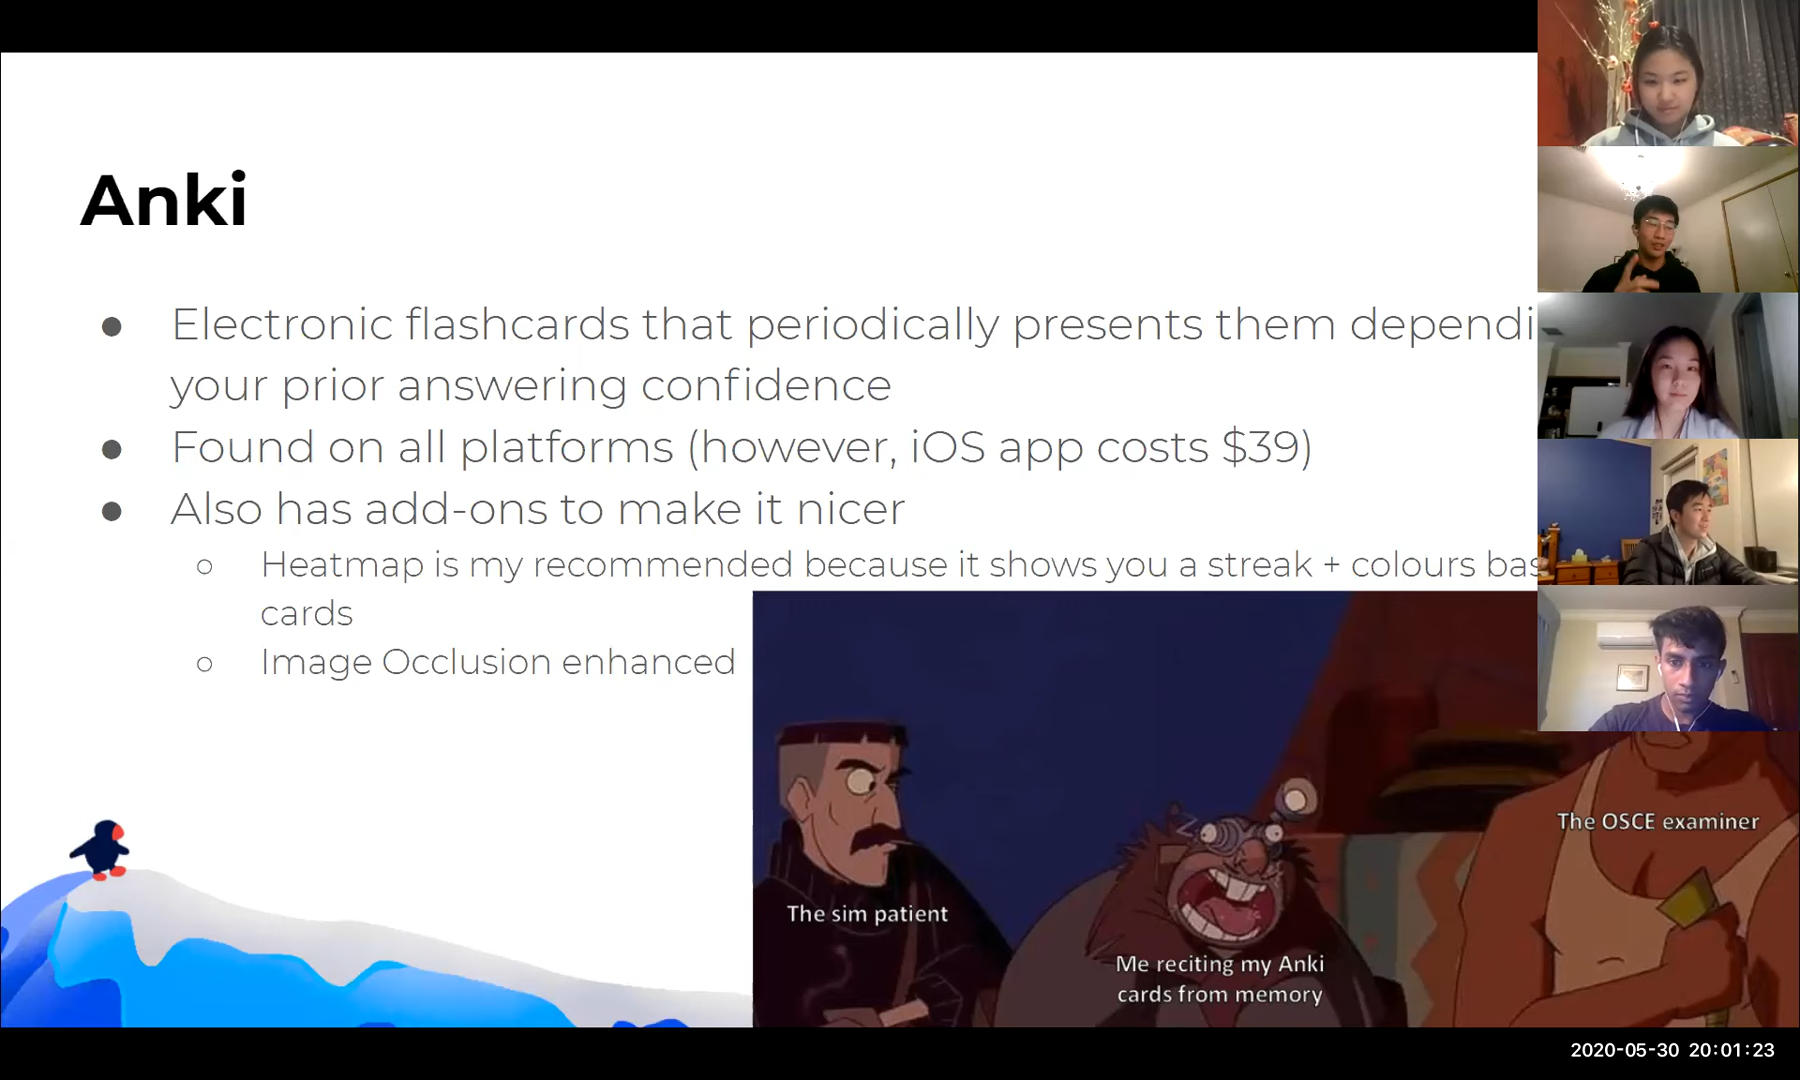 Anki
● Electronic flashcards that periodically presents them
your prior answering confidence
● Found on all platforms (however, iOS app costs $39)
● Also has add-ons to make it nicer
○ Heatmap is my recommended because it shows you a streak + colours
cards
○ Image Occlusion enhanced
The OSCE examiner
The sim patient
Me reciting my Anki
cards from memory
2020-05-30 20:01:23